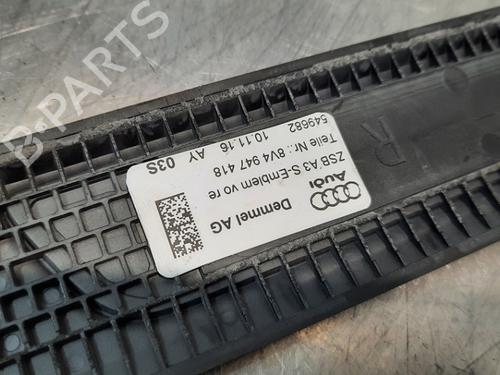 Demmel AG
Audi
ZSB A3 S-Emblem vo re
Teile Nr.: 8V4 947 418
10.11.16 AY 03S
549682
R
B-PARTS